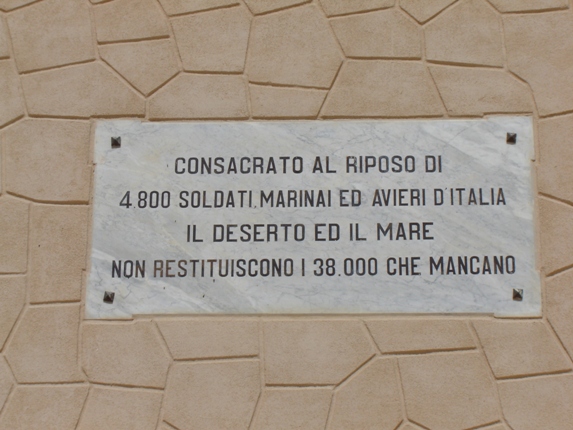 CONSACRATO AL RIPOSO DI
4.800 SOLDATI, MARINAI ED AVIERI D'ITALIA
IL DESERTO ED IL MARE
NON RESTITUISCONO I 38.000 CHE MANCANO